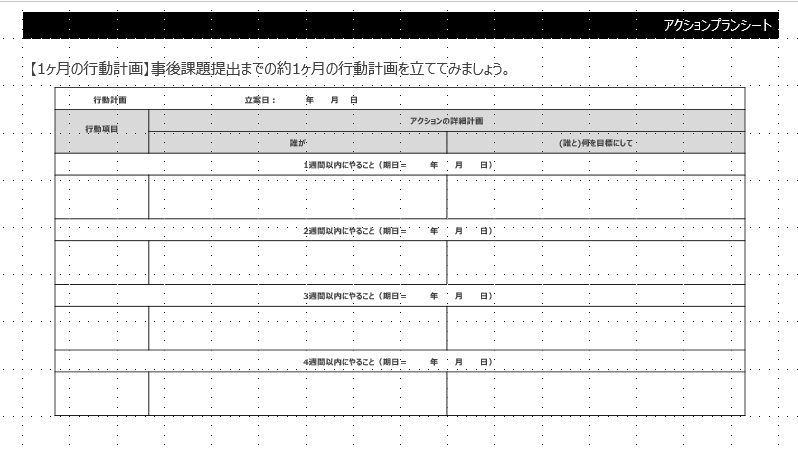 アクションプランシート
【1ヶ月の行動計画】事後課題提出までの約1ヶ月の行動計画を立ててみましょう。
行動計画 立案日： 年 月 日
行動項目 アクションの詳細計画
誰が (誰と)何を目標にして
1週間以内にやること（期日＝ 年 月 日）
2週間以内にやること（期日＝ 年 月 日）
3週間以内にやること（期日＝ 年 月 日）
4週間以内にやること（期日＝ 年 月 日）